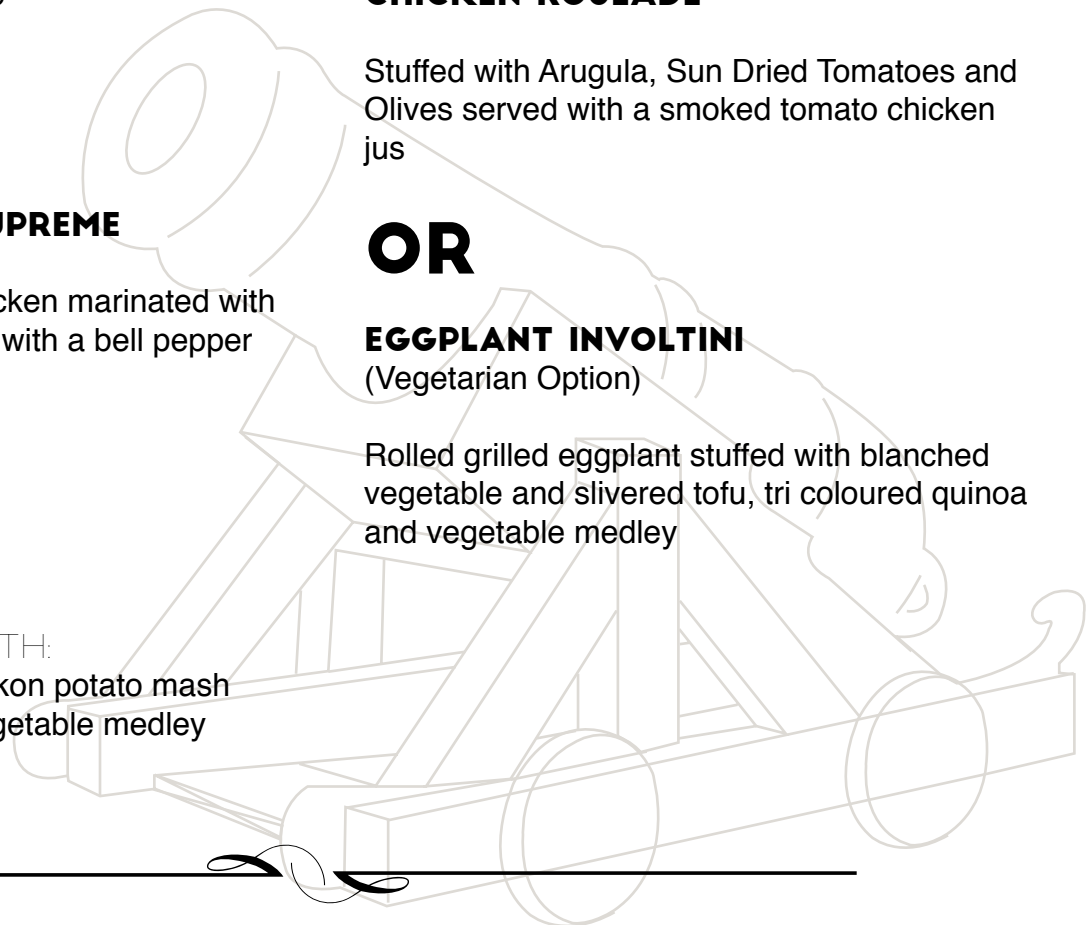 UPREME
cken marinated with
with a bell pepper
TH:
kon potato mash
getable medley
CHICKEN ROULADE
Stuffed with Arugula, Sun Dried Tomatoes and
Olives served with a smoked tomato chicken
jus
OR
EGGPLANT INVOLTINI
(Vegetarian Option)
Rolled grilled eggplant stuffed with blanched
vegetable and slivered tofu, tri coloured quinoa
and vegetable medley